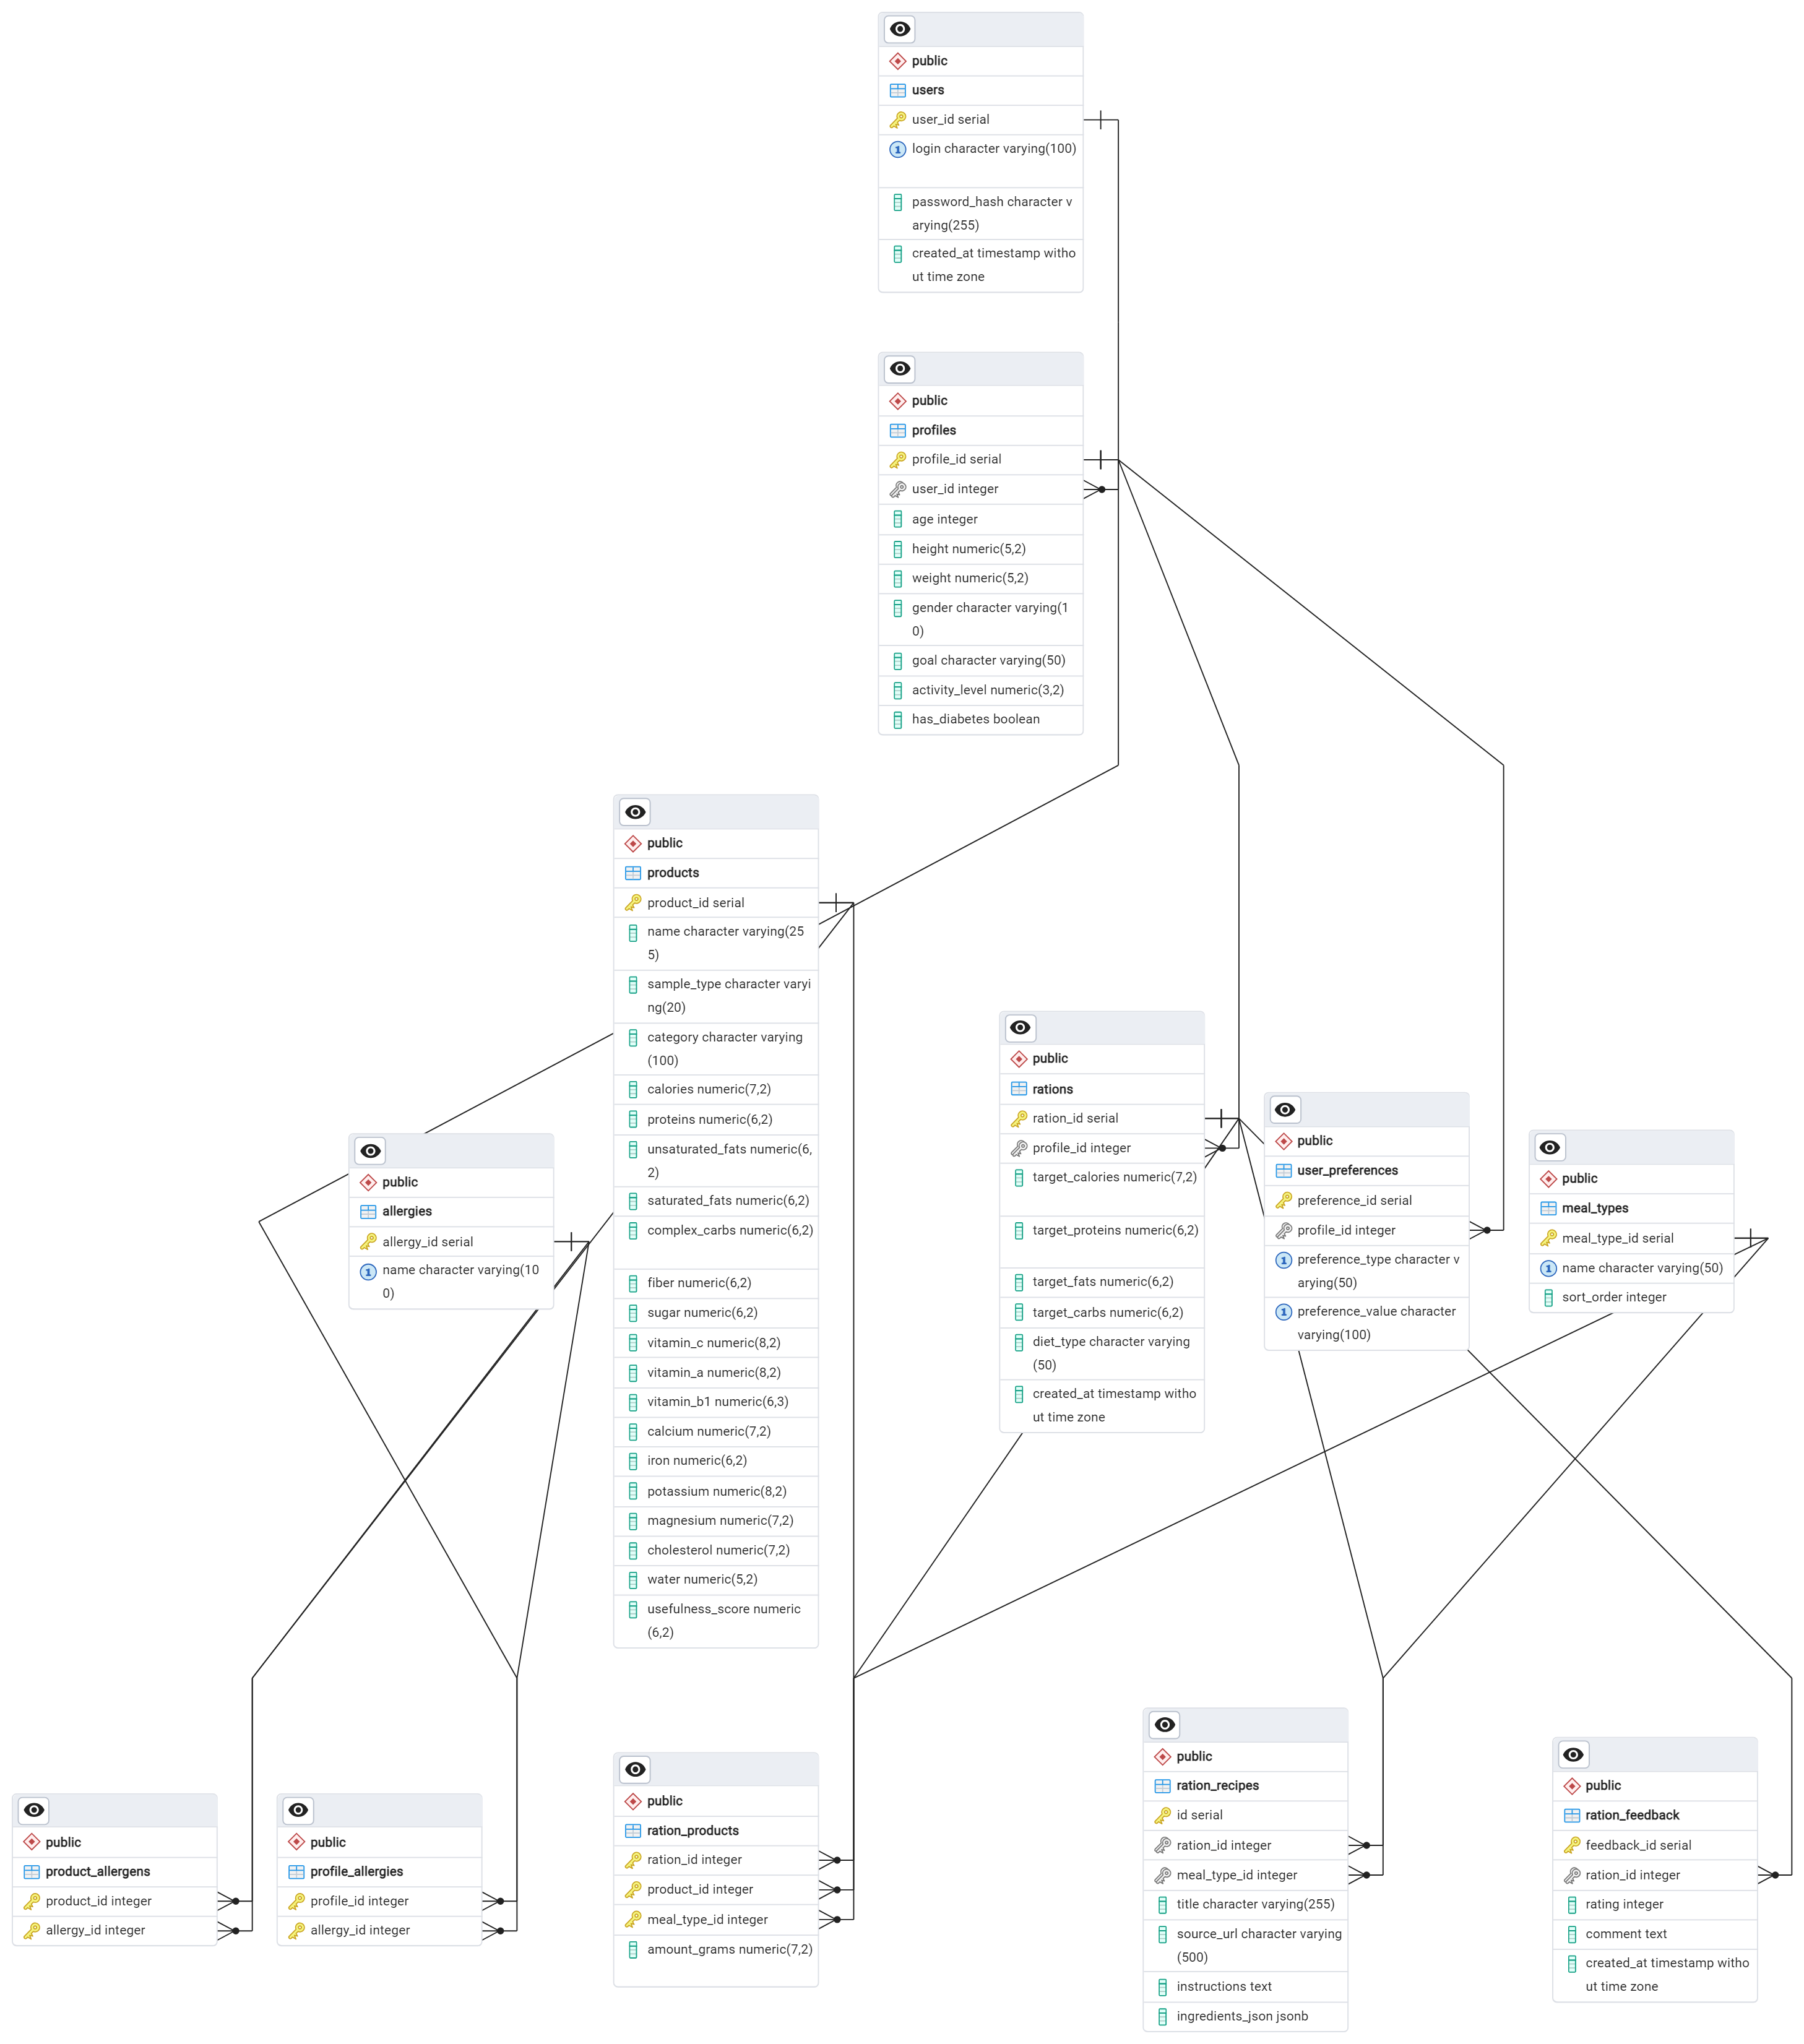 public
users
user_id serial
login character varying(100)
password_hash character v
arying(255)
created_at timestamp witho
ut time zone
public
profiles
profile_id serial
user_id integer
age integer
height numeric(5,2)
weight numeric(5,2)
gender character varying(1
0)
goal character varying(50)
activity_level numeric(3,2)
has_diabetes boolean
public
products
product_id serial
name character varying(25
5)
sample_type character varyi
ng(20)
category character varying
(100)
calories numeric(7,2)
proteins numeric(6,2)
unsaturated_fats numeric(6,
2)
saturated_fats numeric(6,2)
complex_carbs numeric(6,2)
fiber numeric(6,2)
sugar numeric(6,2)
vitamin_c numeric(8,2)
vitamin_a numeric(8,2)
vitamin_b1 numeric(6,3)
calcium numeric(7,2)
iron numeric(6,2)
potassium numeric(8,2)
magnesium numeric(7,2)
cholesterol numeric(7,2)
water numeric(5,2)
usefulness_score numeric
(6,2)
public
rations
ration_id serial
profile_id integer
target_calories numeric(7,2)
target_proteins numeric(6,2)
target_fats numeric(6,2)
target_carbs numeric(6,2)
diet_type character varying
(50)
created_at timestamp witho
ut time zone
public
user_preferences
preference_id serial
profile_id integer
1 preference_type character v
arying(50)
1 preference_value character
varying(100)
public
meal_types
meal_type_id serial
1 name character varying(50)
sort_order integer
public
allergies
allergy_id serial
1 name character varying(10
0)
public
product_allergens
product_id integer
allergy_id integer
public
profile_allergies
profile_id integer
allergy_id integer
public
ration_products
ration_id integer
product_id integer
meal_type_id integer
amount_grams numeric(7,2)
public
ration_recipes
id serial
ration_id integer
meal_type_id integer
title character varying(255)
source_url character varying
(500)
instructions text
ingredients_json jsonb
public
ration_feedback
feedback_id serial
ration_id integer
rating integer
comment text
created_at timestamp witho
ut time zone